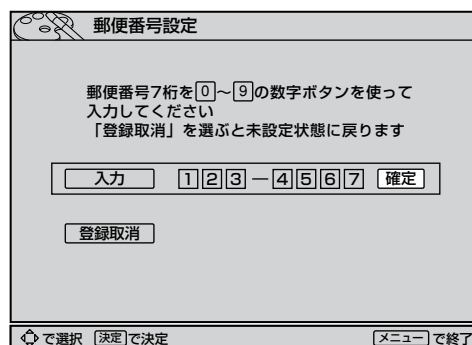 郵便番号設定
郵便番号7桁を0～9の数字ボタンを使って
入力してください
「登録取消」を選ぶと未設定状態に戻ります
入力 123－4567 確定
登録取消
で選択 決定で決定 メニューで終了